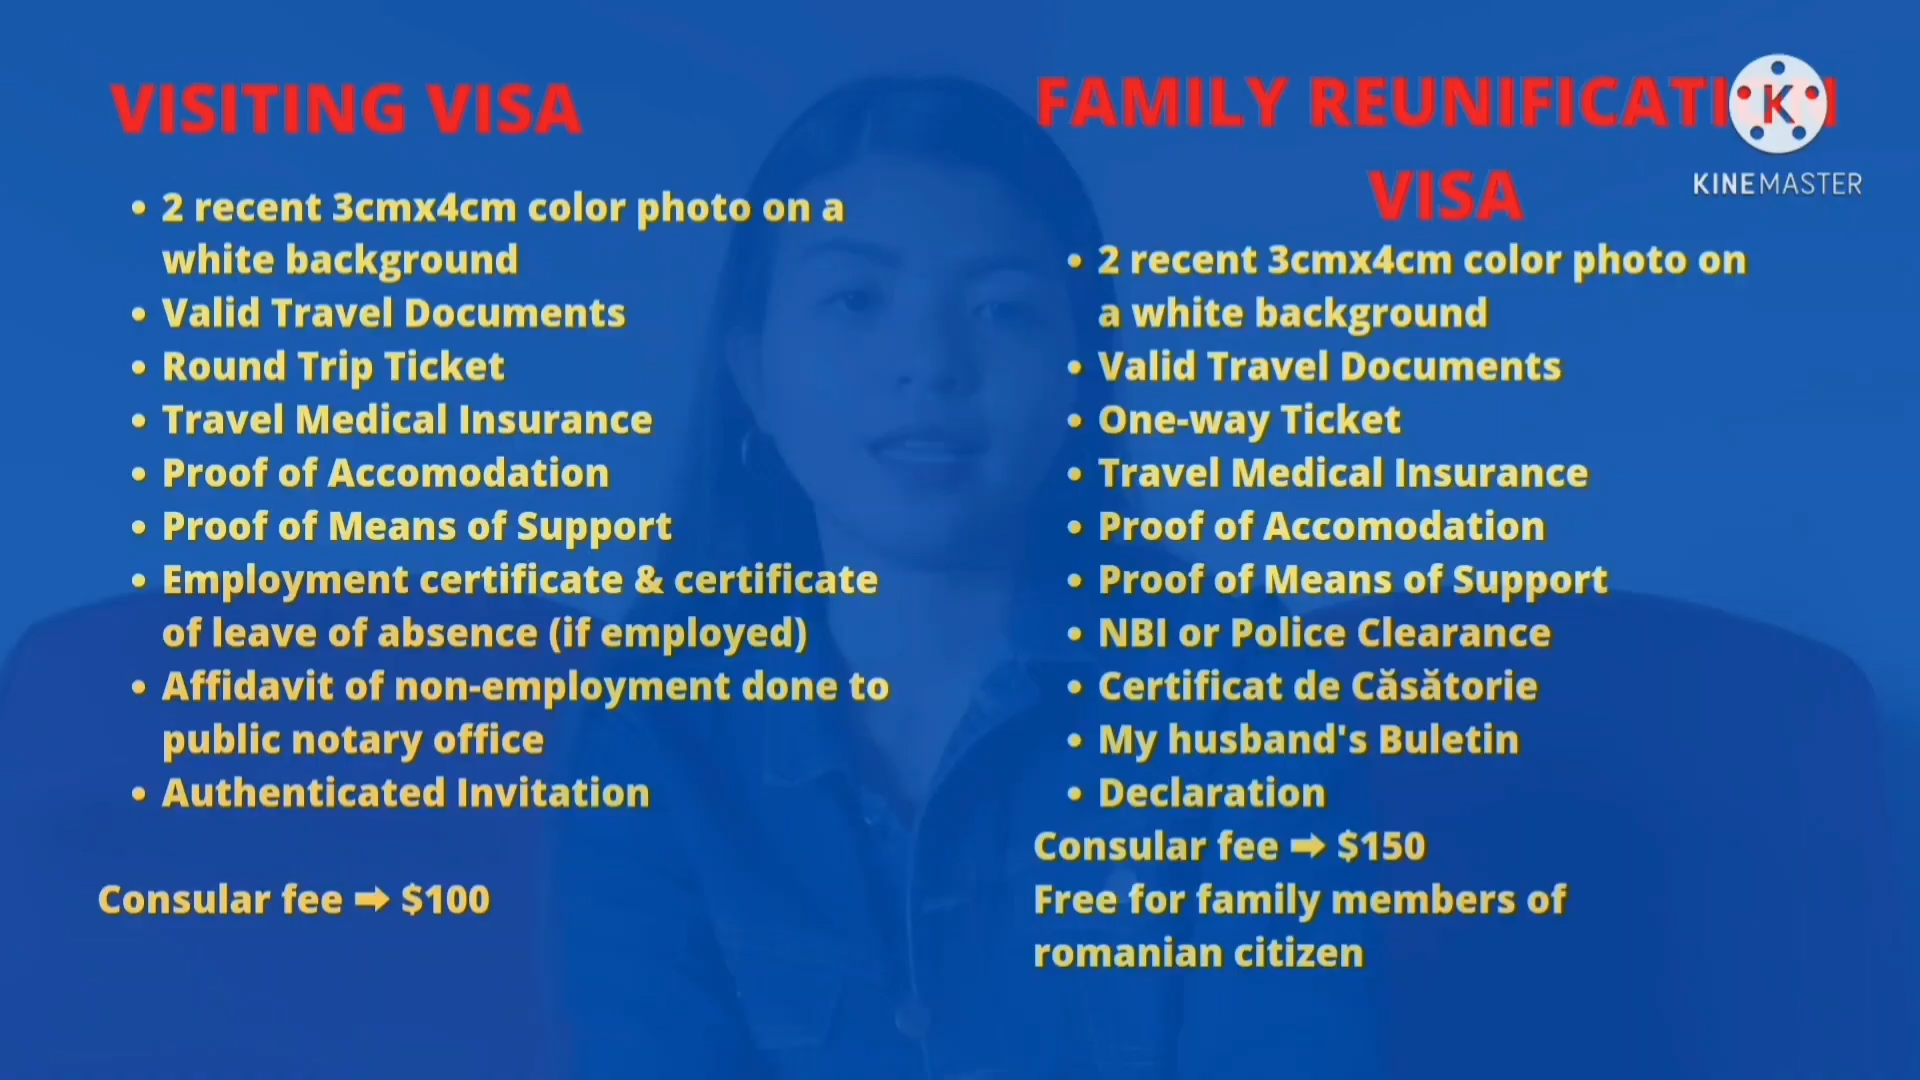 VISITING VISA
• 2 recent 3cmx4cm color photo on a
white background
• Valid Travel Documents
• Round Trip Ticket
• Travel Medical Insurance
• Proof of Accomodation
• Proof of Means of Support
• Employment certificate & certificate
of leave of absence (if employed)
• Affidavit of non-employment done to
public notary office
• Authenticated Invitation
Consular fee ➡ $100
FAMILY REUNIFICATION
VISA
• 2 recent 3cmx4cm color photo on
a white background
• Valid Travel Documents
• One-way Ticket
• Travel Medical Insurance
• Proof of Accomodation
• Proof of Means of Support
• NBI or Police Clearance
• Certificat de Căsătorie
• My husband's Buletin
• Declaration
Consular fee ➡ $150
Free for family members of
romanian citizen
K
KINEMASTER